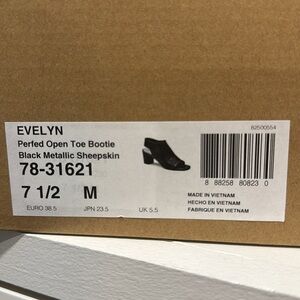 EVELYN
82500554
Perfed Open Toe Bootie
Black Metallic Sheepskin
78-31621
7 1/2 M
8 88258 80823 0
EURO 38.5 JPN 23.5 UK 5.5
MADE IN VIETNAM
HECHO EN VIETNAM
FABRIQUE EN VIETNAM